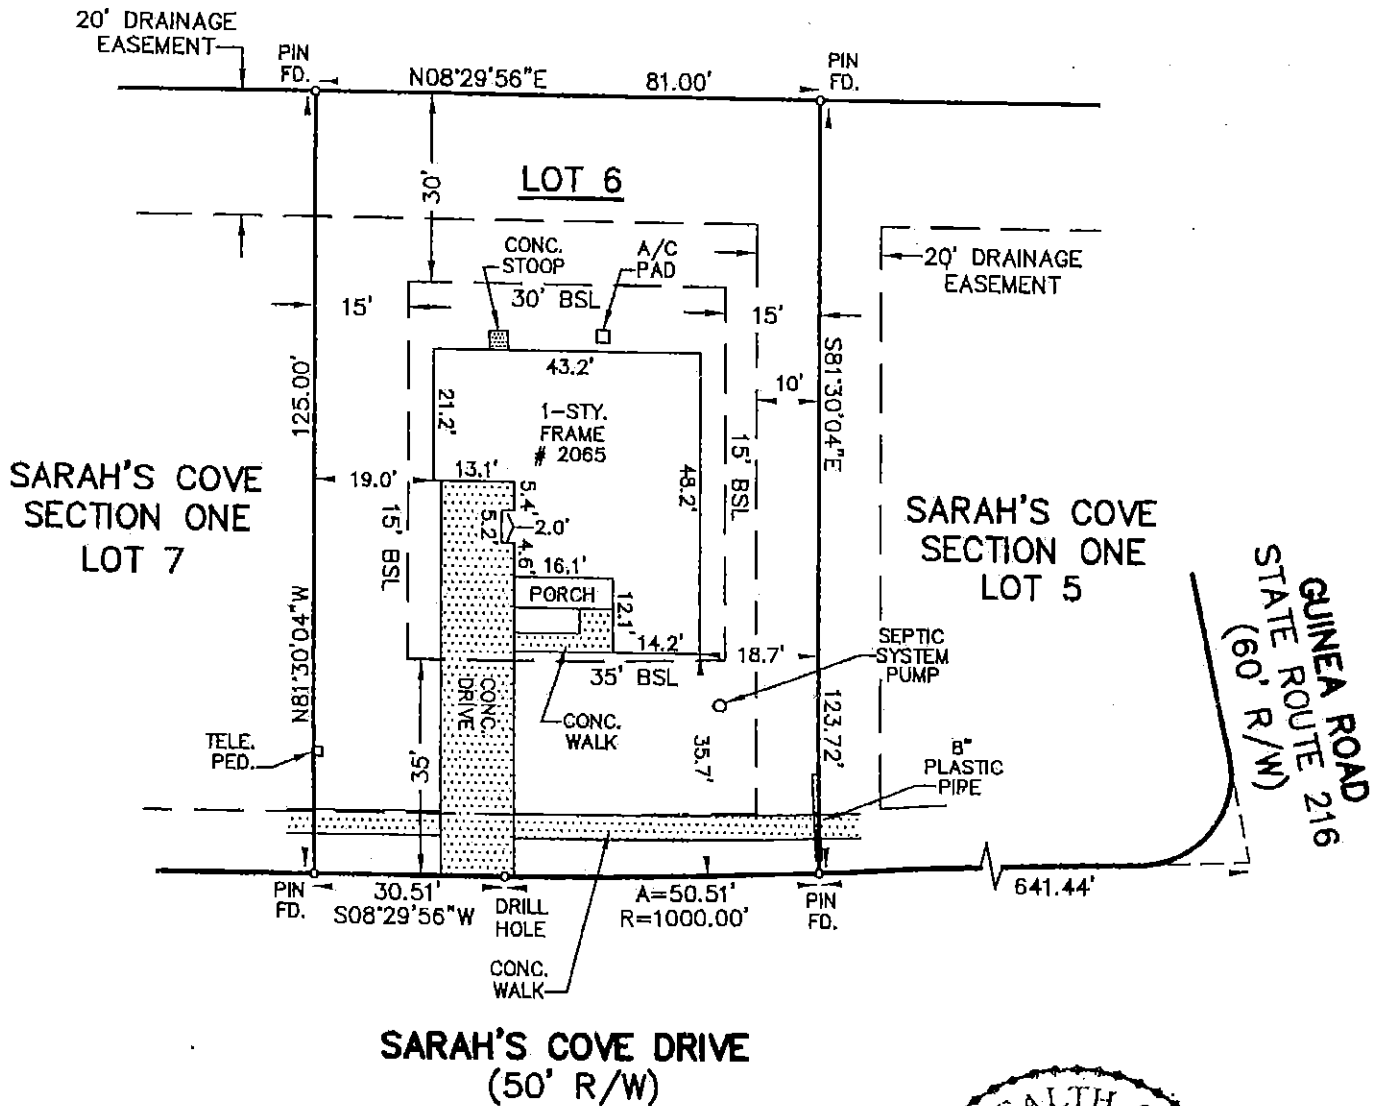 20' DRAINAGE
EASEMENT
PIN
FD.
N08°29'56"E
81.00'
PIN
FD.
LOT 6
30'
CONC.
STOOP
A/C
PAD
20' DRAINAGE
EASEMENT
30' BSL
15'
15'
43.2'
10'
125.00'
21.2'
1-STY.
FRAME
# 2065
S81°30'04"E
48.2'
15' BSL
SARAH'S COVE
SECTION ONE
LOT 7
19.0'
13.1'
5.4'
15' BSL
5.2'
2.0'
4.6'
16.1'
PORCH
12.1'
14.2'
18.7'
35' BSL
SARAH'S COVE
SECTION ONE
LOT 5
GUINEA ROAD
STATE ROUTE 216
(60' R/W)
SEPTIC
SYSTEM
PUMP
N81°30'04"W
CONC.
DRIVE
CONC.
WALK
TELE.
PED.
35'
35.7'
123.72'
8"
PLASTIC
PIPE
PIN
FD.
30.51'
S08°29'56"W
DRILL
HOLE
A=50.51'
R=1000.00'
PIN
FD.
641.44'
CONC.
WALK
SARAH'S COVE DRIVE
(50' R/W)
ALTH